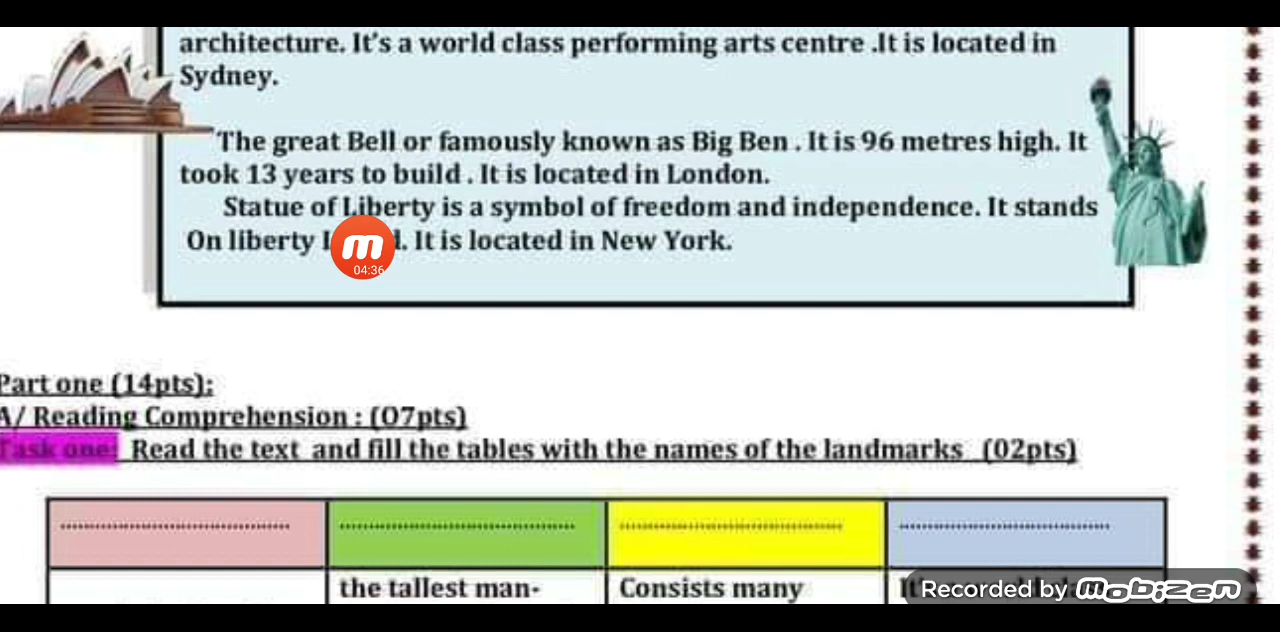 architecture. It's a world class performing arts centre .It is located in
Sydney.
The great Bell or famously known as Big Ben . It is 96 metres high. It
took 13 years to build . It is located in London.
Statue of Liberty is a symbol of freedom and independence. It stands
On liberty I d. It is located in New York.
m
04:36
Part one (14pts):
A/ Reading Comprehension : (O7pts)
Task one: Read the text and fill the tables with the names of the landmarks (02pts)
the tallest man-
Consists many
It
Recorded by mobizen